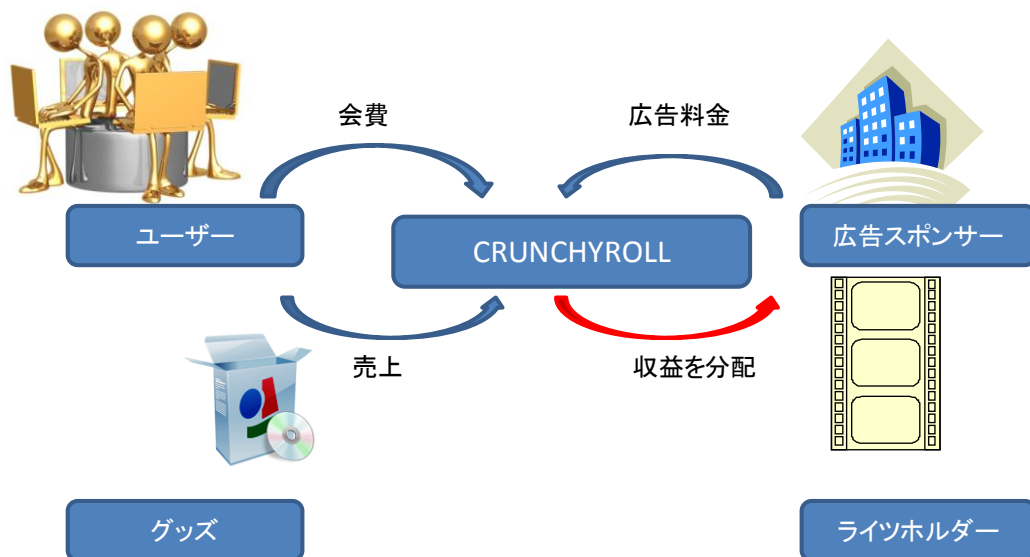 会費
広告料金
ユーザー
CRUNCHYROLL
広告スポンサー
売上
収益を分配
グッズ
ライツホルダー